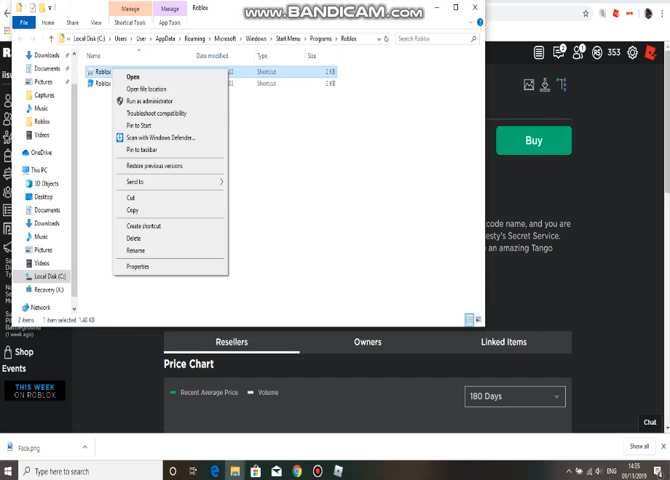 www.BANDICAM.com
Manage
Manage
Roblox
File
Home
Share
View
Shortcut Tools
App Tools
Local Disk (C:) > Users > User > AppData > Roaming > Microsoft > Windows > Start Menu > Programs > Roblox
Name
Date modified
Type
Size
Downloads
Documents
Pictures
Captures
Music
Roblox
Videos
OneDrive
This PC
3D Objects
Desktop
Documents
Downloads
Music
Pictures
Videos
Local Disk (C:)
Recovery (X:)
Network
Roblox
Shortcut
2 KB
Roblox
Shortcut
2 KB
Open
Open file location
Run as administrator
Troubleshoot compatibility
Pin to Start
Scan with Windows Defender...
Pin to taskbar
Restore previous versions
Send to
Cut
Copy
Create shortcut
Delete
Rename
Properties
2 items
1 item selected 1.40 KB
2
1
353
Buy
code name, and you are
esty's Secret Service.
an amazing Tango
(1 week ago)
Shop
Events
THIS WEEK
ON ROBLOX
Resellers
Owners
Linked Items
Price Chart
Recent Average Price
Volume
180 Days
Chat
Face.png
Show all
Type here to search
ENG
14:35
01/11/2019